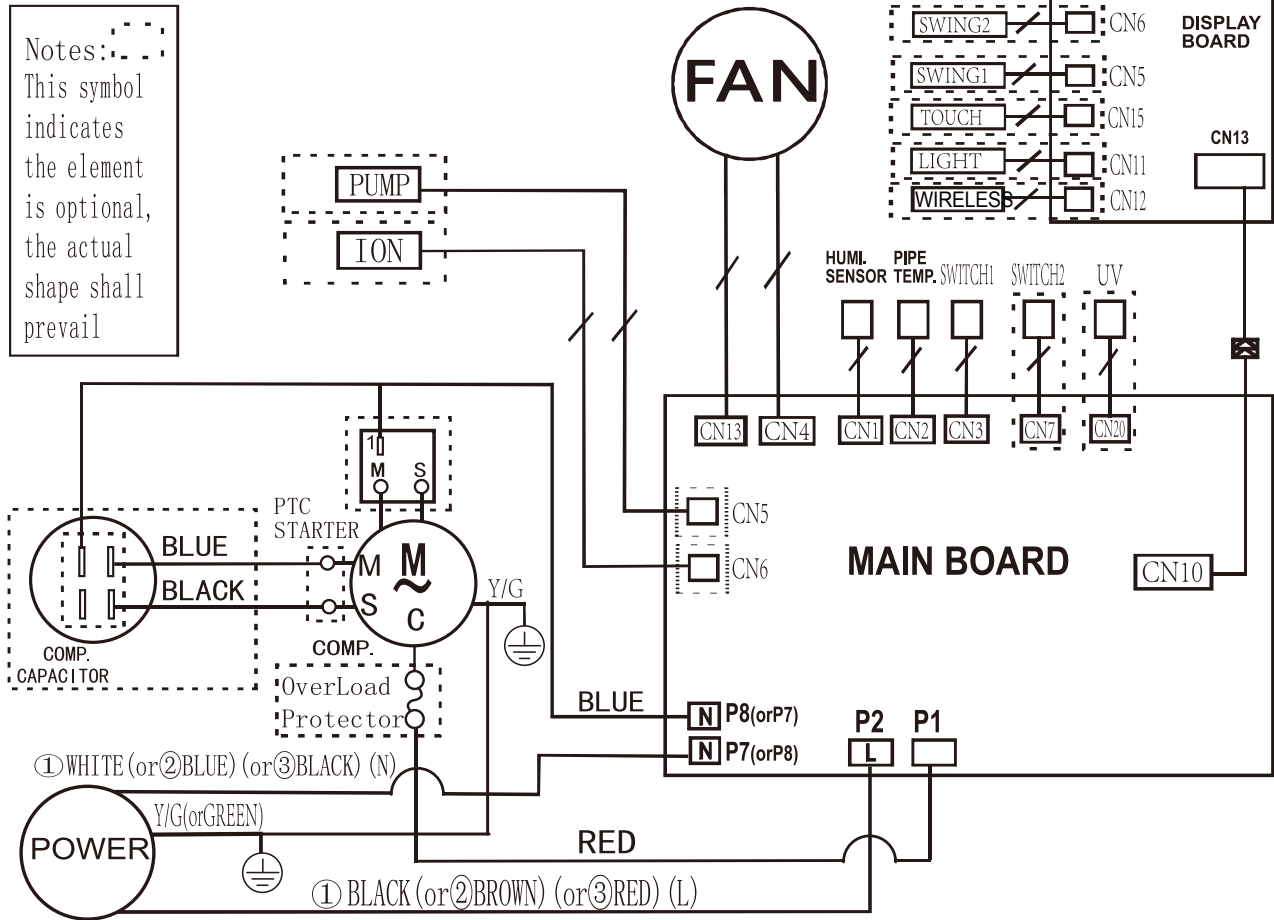 Notes:
This symbol
indicates
the element
is optional,
the actual
shape shall
prevail
FAN
SWING2
CN6
SWING1
CN5
TOUCH
CN15
LIGHT
CN11
WIRELESS
CN12
DISPLAY
BOARD
CN13
PUMP
ION
HUMI.
SENSOR
PIPE
TEMP.
SWITCH1
SWITCH2
UV
CN13
CN4
CN1
CN2
CN3
CN7
CN20
CN5
CN6
MAIN BOARD
CN10
1
M
S
PTC
STARTER
BLUE
BLACK
M
S
M
~
C
Y/G
COMP.
CAPACITOR
COMP.
OverLoad
Protector
BLUE
N
P8(orP7)
N
P7(orP8)
P2
L
P1
①WHITE(or②BLUE)(or③BLACK)(N)
Y/G(orGREEN)
POWER
RED
①BLACK(or②BROWN)(or③RED)(L)